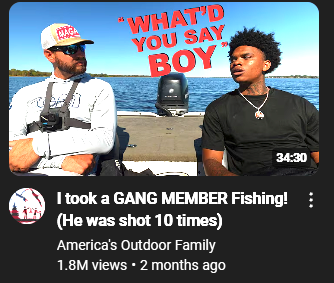 "WHAT'D
YOU SAY
BOY"
MAGA
34:30
I took a GANG MEMBER Fishing!
(He was shot 10 times)
America's Outdoor Family
1.8M views • 2 months ago